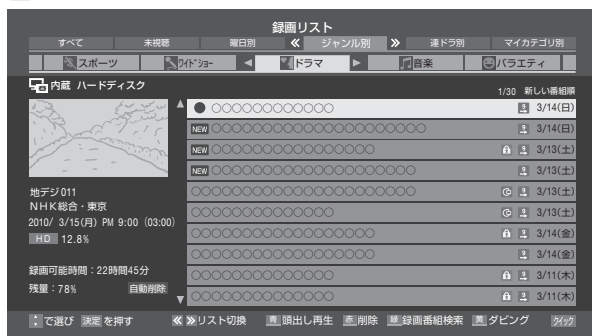 録画リスト
すべて 未視聴 曜日別 ジャンル別 連ドラ別 マイカテゴリ別
スポーツ ワイドショー ドラマ 音楽 バラエティ
内蔵 ハードディスク
1/30 新しい番組順
○○○○○○○○○○○○ 3/14(日)
NEW ○○○○○○○○○○○○○○○○○○○○○ 3/14(日)
NEW ○○○○○○○○○○○○○○○○ 3/13(土)
NEW ○○○○○○○○○○○○○○○○○○○○ 3/13(土)
○○○○○○○○○○○○○○○○○○○○○○ 3/13(土)
○○○○○○○○○○○○○○ 3/13(土)
○○○○○○○○○○○○○○○○○○ 3/14(金)
○○○○○○○○○○○○○○○○○○ 3/14(金)
○○○○○○○○○○○○○○ 3/11(木)
○○○○○○○○○○○○○○ 3/11(木)
地デジ011
NHK総合・東京
2010/ 3/15(月) PM 9:00 (03:00)
HD 12.8%
録画可能時間:22時間45分
残量:78% 自動削除
で選び 決定 を押す リスト切換 青 頭出し再生 赤 削除 緑 録画番組検索 黄 ダビング クイック